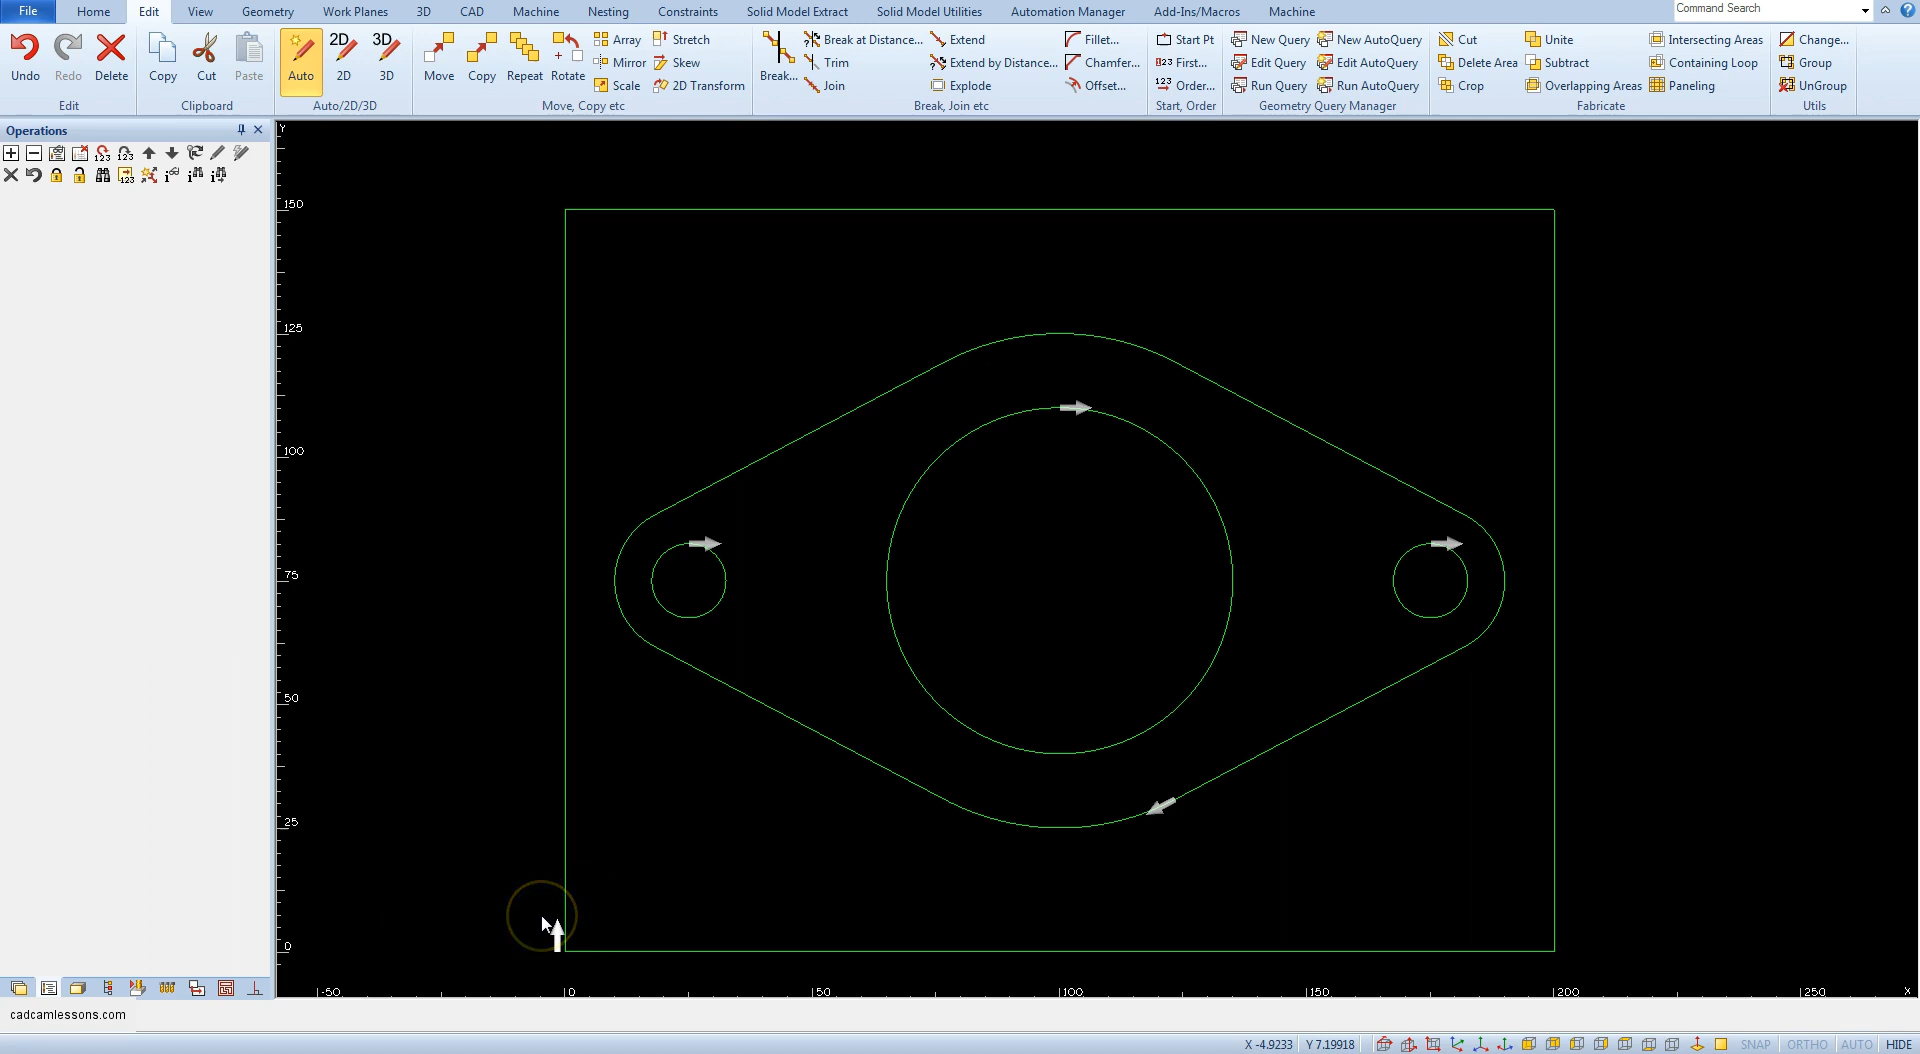 File Home Edit View Geometry Work Planes 3D CAD Machine Nesting Constraints Solid Model Extract Solid Model Utilities Automation Manager Add-Ins/Macros Machine Command Search
2D 3D Array Stretch Break at Distance... Extend Fillet... Start Pt New Query New AutoQuery Cut Unite Intersecting Areas Change...
Mirror Skew Trim Extend by Distance... Chamfer... First... Edit Query Edit AutoQuery Delete Area Subtract Containing Loop Group
Undo Redo Delete Copy Cut Paste Auto 2D 3D Move Copy Repeat Rotate Break...
Scale 2D Transform Join Explode Offset... 123 Order... Run Query Run AutoQuery Crop Overlapping Areas Paneling UnGroup
Edit Clipboard Auto/2D/3D Move, Copy etc Break, Join etc Start, Order Geometry Query Manager Fabricate Utils
Operations
Y
150
125
100
75
50
25
0
-50 0 50 100 150 200 250 X
cadcamlessons.com
X -4.9233 Y 7.19918 SNAP ORTHO AUTO HIDE